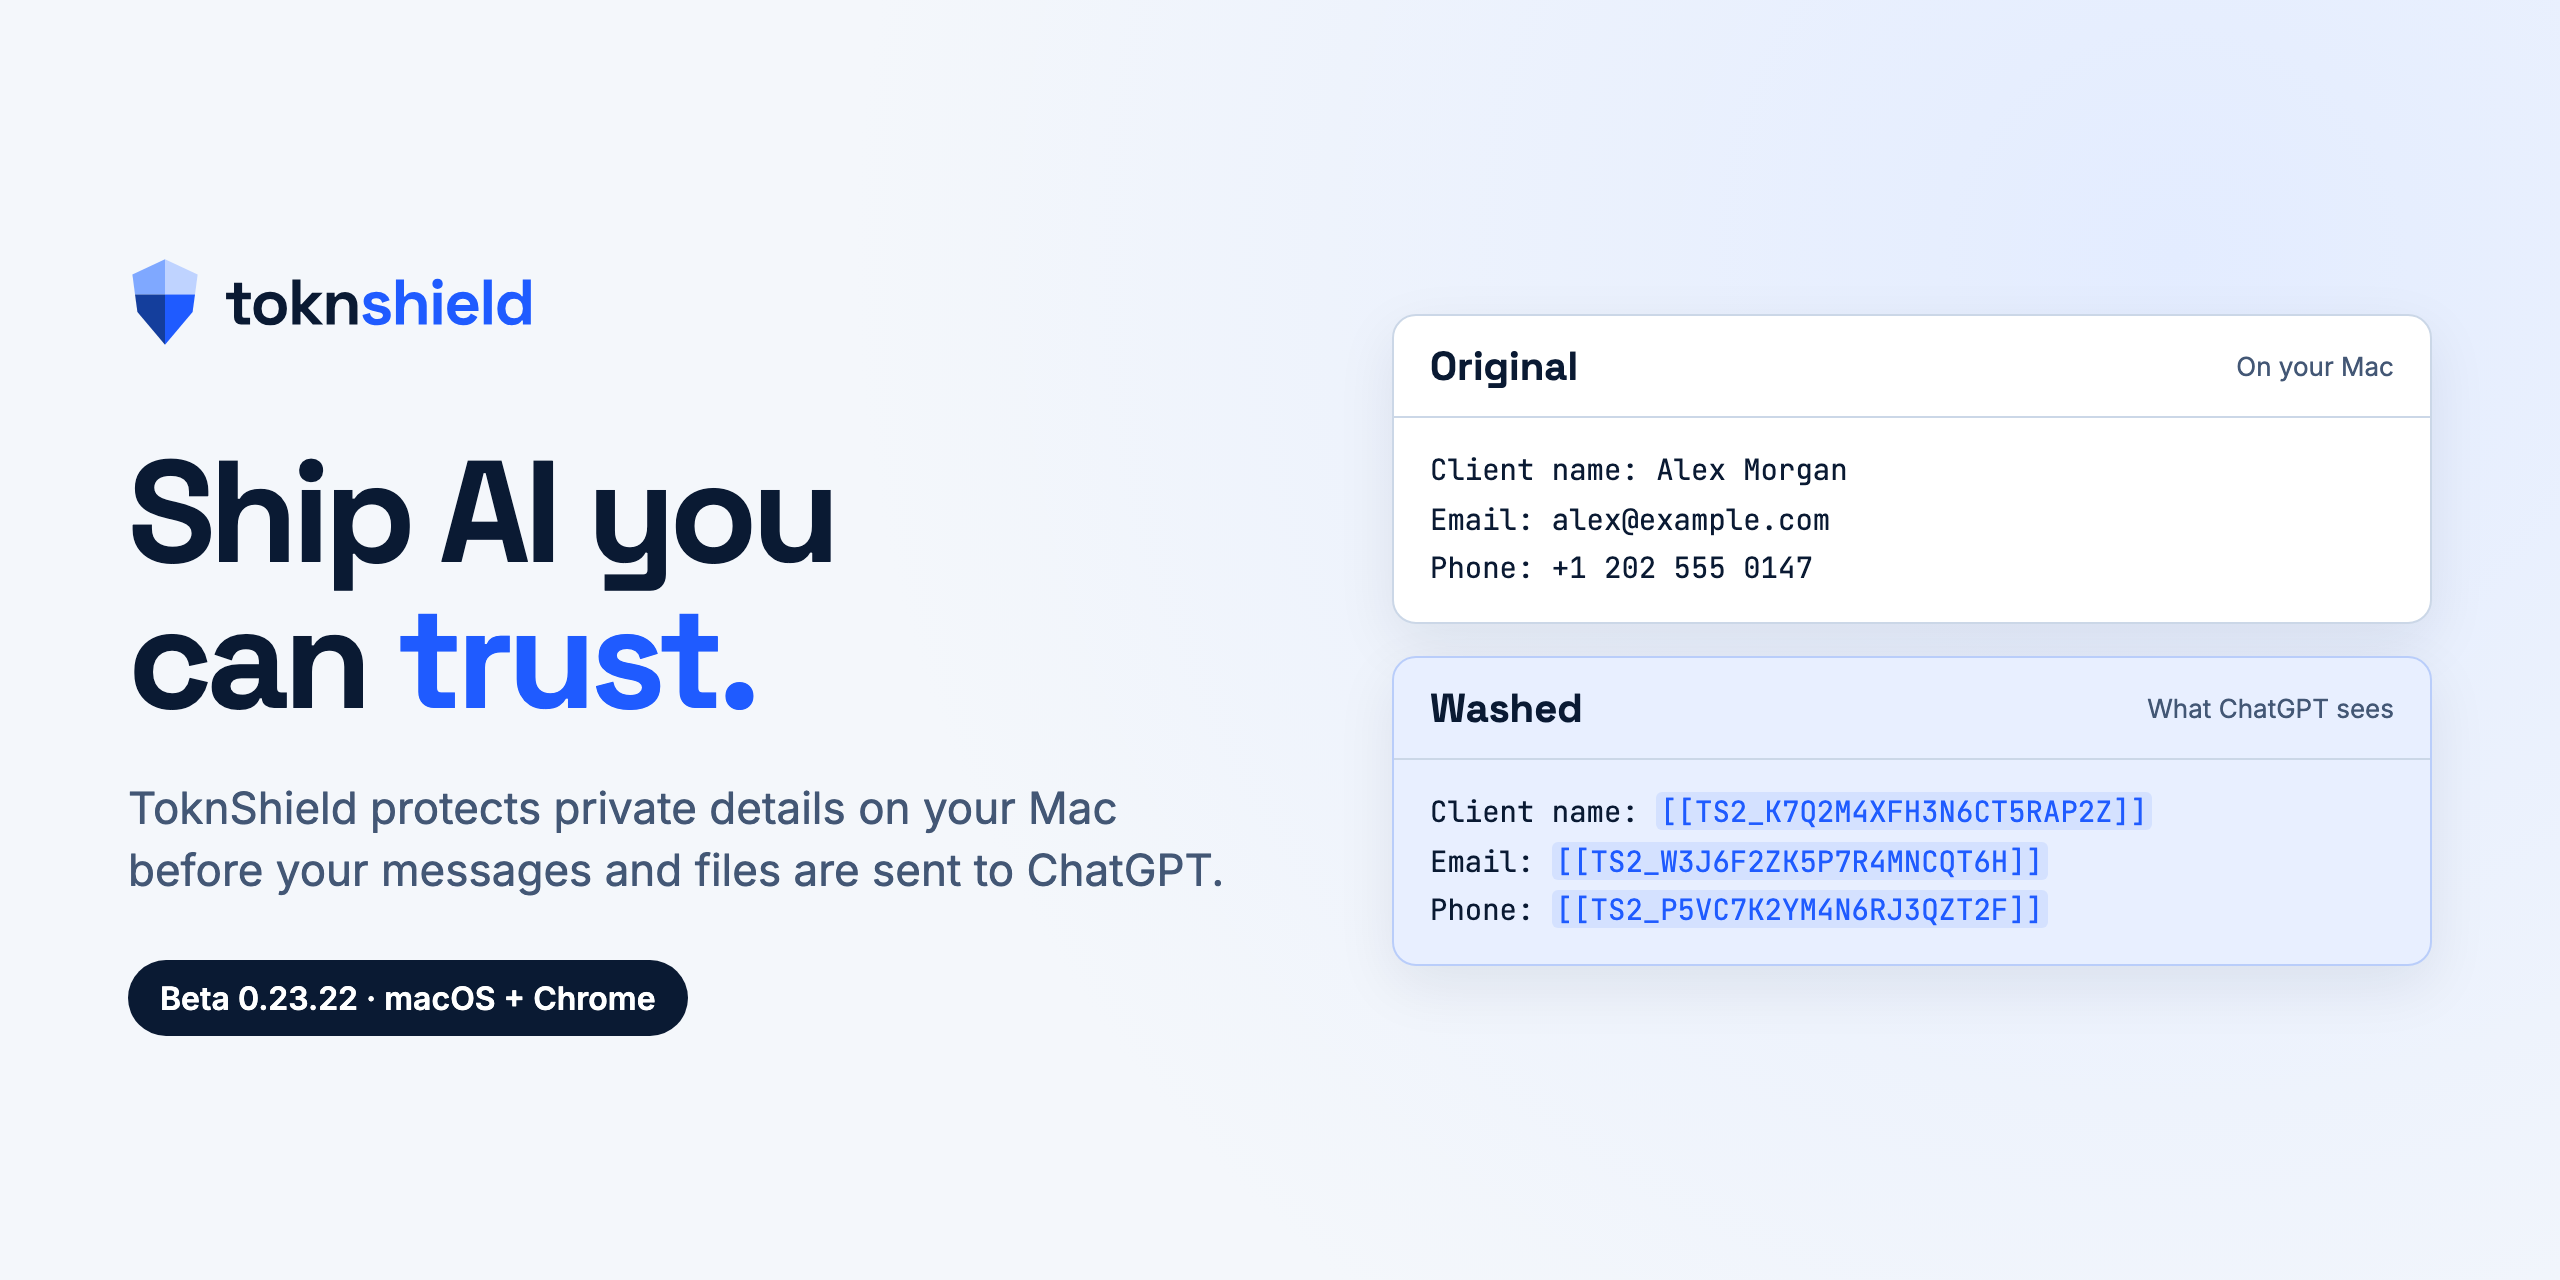 toknshield
Ship AI you
can trust.
ToknShield protects private details on your Mac
before your messages and files are sent to ChatGPT.
Beta 0.23.22 · macOS + Chrome
Original
On your Mac
Client name: Alex Morgan
Email: alex@example.com
Phone: +1 202 555 0147
Washed
What ChatGPT sees
Client name: [[TS2_K7Q2M4XFH3N6CT5RAP2Z]]
Email: [[TS2_W3J6F2ZK5P7R4MNCQT6H]]
Phone: [[TS2_P5VC7K2YM4N6RJ3QZT2F]]